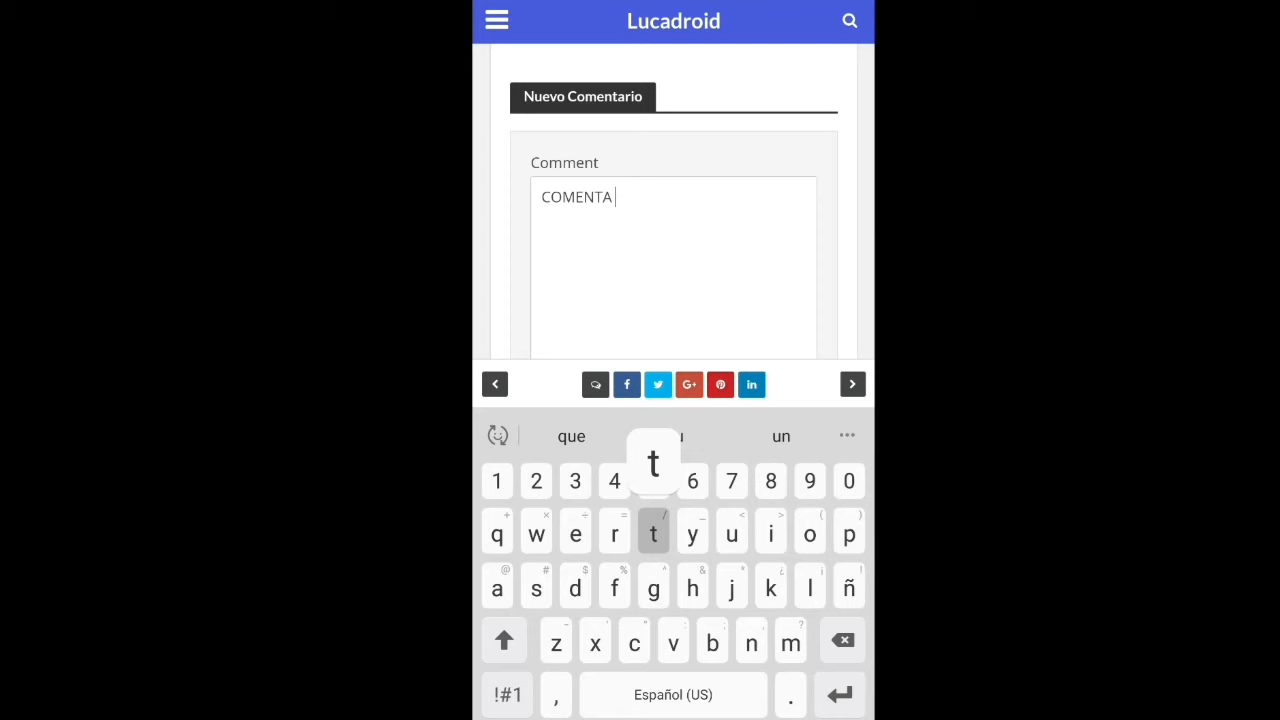 Lucadroid
Nuevo Comentario
Comment
COMENTA
f
G+
in
que
un
t
1 2 3 4 6 7 8 9 0
+ × ÷ = / _ < > ( )
q w e r t y u i o p
@ # $ % ^ & * ¿ ¡ !
a s d f g h j k l ñ
- ' " : ; , ?
z x c v b n m
!#1 , Español (US) .